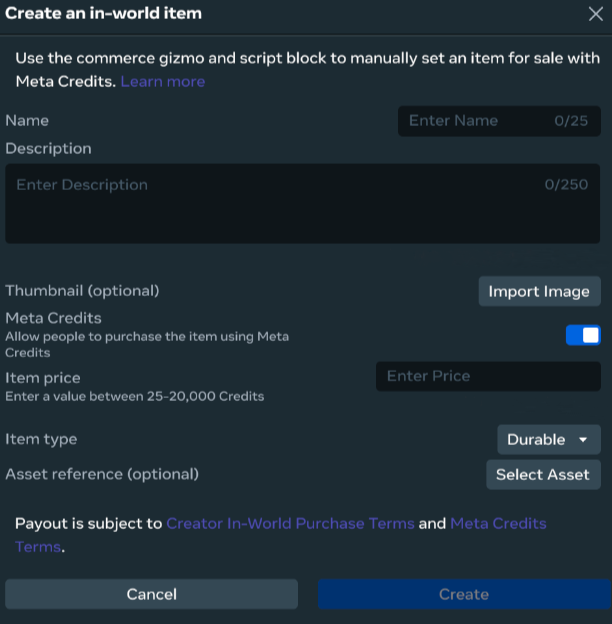 Create an in-world item
Use the commerce gizmo and script block to manually set an item for sale with
Meta Credits. Learn more
Name
Enter Name 0/25
Description
Enter Description 0/250
Thumbnail (optional)
Import Image
Meta Credits
Allow people to purchase the item using Meta
Credits
Item price
Enter a value between 25-20,000 Credits
Enter Price
Item type
Durable
Asset reference (optional)
Select Asset
Payout is subject to Creator In-World Purchase Terms and Meta Credits
Terms.
Cancel
Create